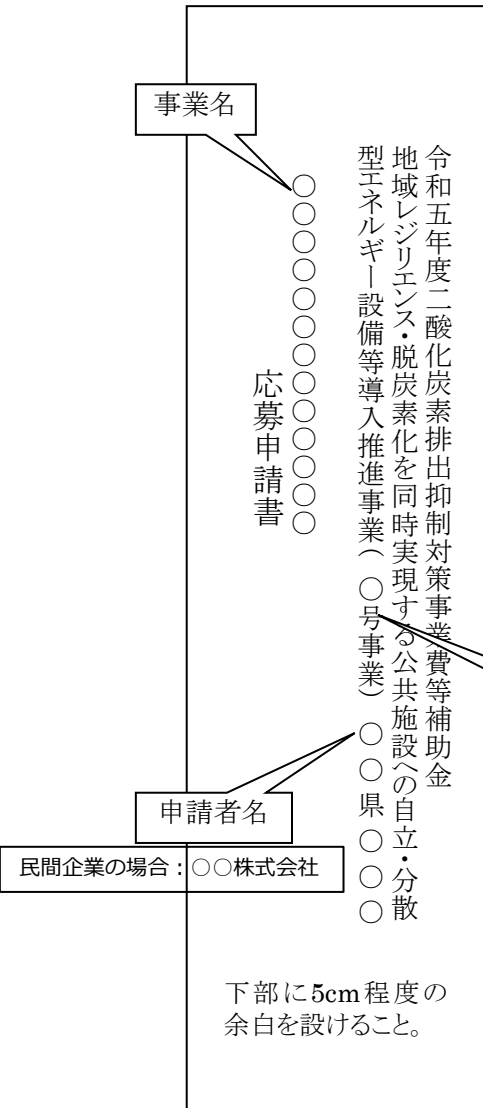 事業名
令和五年度二酸化炭素排出抑制対策事業費等補助金
地域レジリエンス・脱炭素化を同時実現する公共施設への自立・分散
型エネルギー設備等導入推進事業(○号事業)○○県○○○
○○○○○○○○○○○○○
応募申請書
申請者名
民間企業の場合:○○株式会社
下部に5cm程度の
余白を設けること。